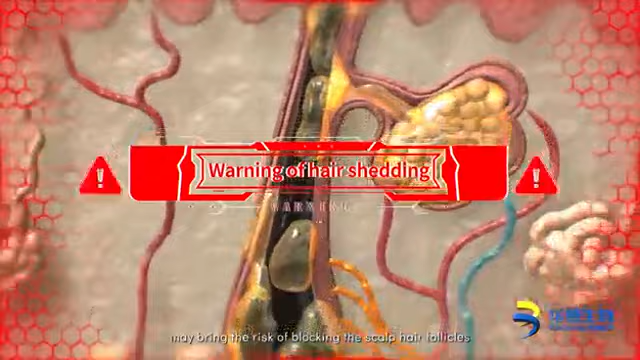 Warning of hair shedding
WARNING
may bring the risk of blocking the scalp hair follicles